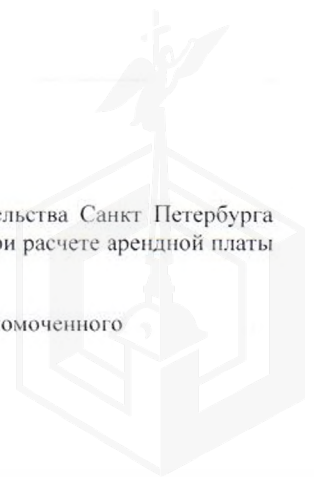 ельства Санкт Петербурга
ри расчете арендной платы
омоченного